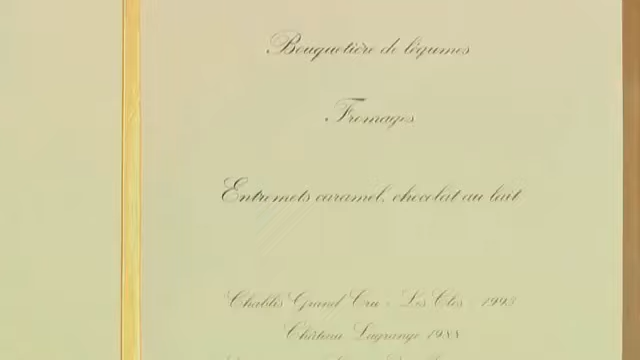 Bouquetière de légumes
Fromages
Entremets caramel, chocolat au lait
Chablis Grand Cru - Les Clos - 1993
Château Lagrange 1988